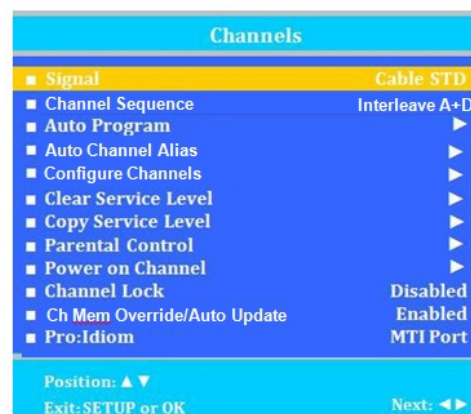 Channels
■ Signal Cable STD
■ Channel Sequence Interleave A+D
■ Auto Program ▶
■ Auto Channel Alias ▶
■ Configure Channels ▶
■ Clear Service Level ▶
■ Copy Service Level ▶
■ Parental Control ▶
■ Power on Channel ▶
■ Channel Lock Disabled
■ Ch Mem Override/Auto Update Enabled
■ Pro:Idiom MTI Port
Position: ▲ ▼
Exit: SETUP or OK Next: ◀ ▶